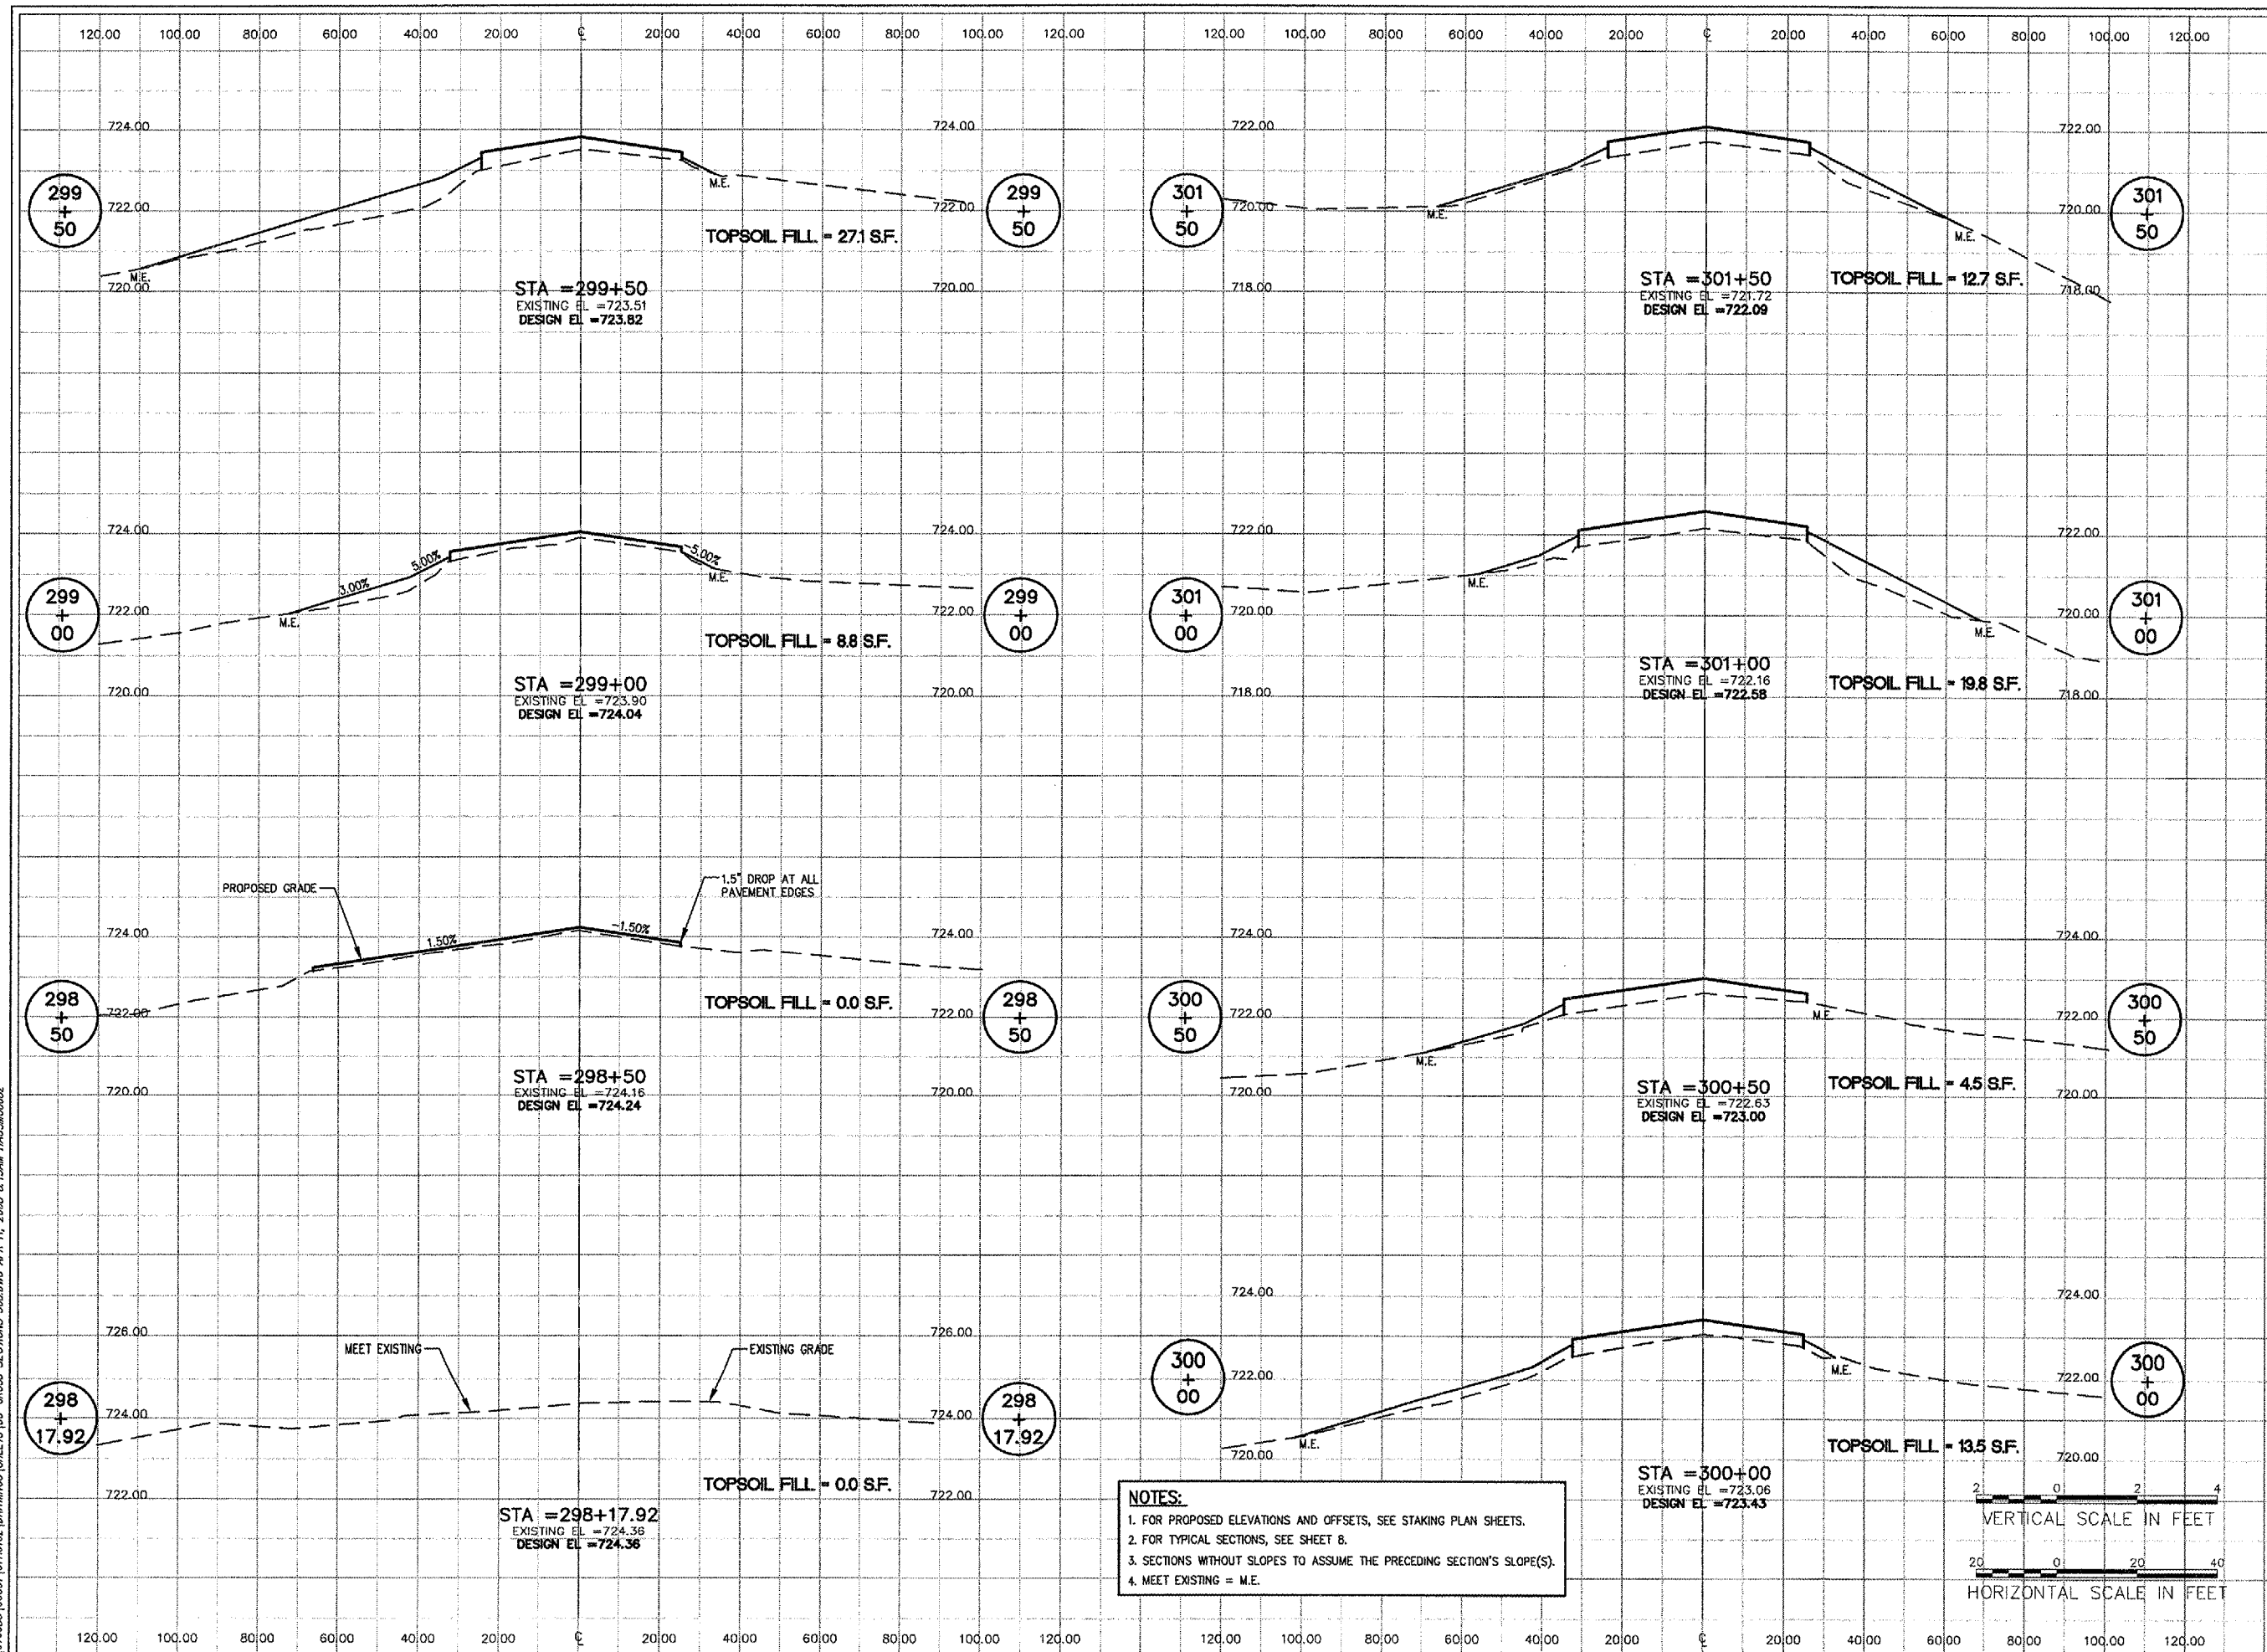 120.00 100.00 80.00 60.00 40.00 20.00 ℄ 20.00 40.00 60.00 80.00 100.00 120.00
120.00 100.00 80.00 60.00 40.00 20.00 ℄ 20.00 40.00 60.00 80.00 100.00 120.00
724.00 724.00
299
+
50
722.00 722.00
299
+
50
M.E.
M.E.
TOPSOIL FILL = 27.1 S.F.
720.00 720.00
STA =299+50
EXISTING EL =723.51
DESIGN EL =723.82
724.00 724.00
299
+
00
722.00 722.00
299
+
00
3.00%
5.00%
-5.00%
M.E.
M.E.
TOPSOIL FILL = 8.8 S.F.
720.00 720.00
STA =299+00
EXISTING EL =723.90
DESIGN EL =724.04
PROPOSED GRADE
1.5" DROP AT ALL
PAVEMENT EDGES
724.00 724.00
1.50%
-1.50%
298
+
50
722.00 722.00
298
+
50
TOPSOIL FILL = 0.0 S.F.
720.00 720.00
STA =298+50
EXISTING EL =724.16
DESIGN EL =724.24
726.00 726.00
MEET EXISTING
EXISTING GRADE
298
+
17.92
724.00 724.00
298
+
17.92
TOPSOIL FILL = 0.0 S.F.
722.00 722.00
STA =298+17.92
EXISTING EL =724.36
DESIGN EL =724.36
722.00 722.00
301
+
50
720.00 720.00
301
+
50
M.E.
M.E.
718.00 718.00
STA =301+50
EXISTING EL =721.72
DESIGN EL =722.09
TOPSOIL FILL = 12.7 S.F.
722.00 722.00
301
+
00
720.00 720.00
301
+
00
M.E.
M.E.
718.00 718.00
STA =301+00
EXISTING EL =722.16
DESIGN EL =722.58
TOPSOIL FILL = 19.8 S.F.
724.00 724.00
300
+
50
722.00 722.00
300
+
50
M.E.
M.E.
720.00 720.00
STA =300+50
EXISTING EL =722.63
DESIGN EL =723.00
TOPSOIL FILL = 4.5 S.F.
724.00 724.00
300
+
00
722.00 722.00
300
+
00
M.E.
M.E.
720.00 720.00
TOPSOIL FILL = 13.5 S.F.
STA =300+00
EXISTING EL =723.06
DESIGN EL =723.43
NOTES:
1. FOR PROPOSED ELEVATIONS AND OFFSETS, SEE STAKING PLAN SHEETS.
2. FOR TYPICAL SECTIONS, SEE SHEET 8.
3. SECTIONS WITHOUT SLOPES TO ASSUME THE PRECEDING SECTION'S SLOPE(S).
4. MEET EXISTING = M.E.
2 0 2 4
VERTICAL SCALE IN FEET
20 0 20 40
HORIZONTAL SCALE IN FEET
120.00 100.00 80.00 60.00 40.00 20.00 ℄ 20.00 40.00 60.00 80.00 100.00 120.00
120.00 100.00 80.00 60.00 40.00 20.00 ℄ 20.00 40.00 60.00 80.00 100.00 120.00